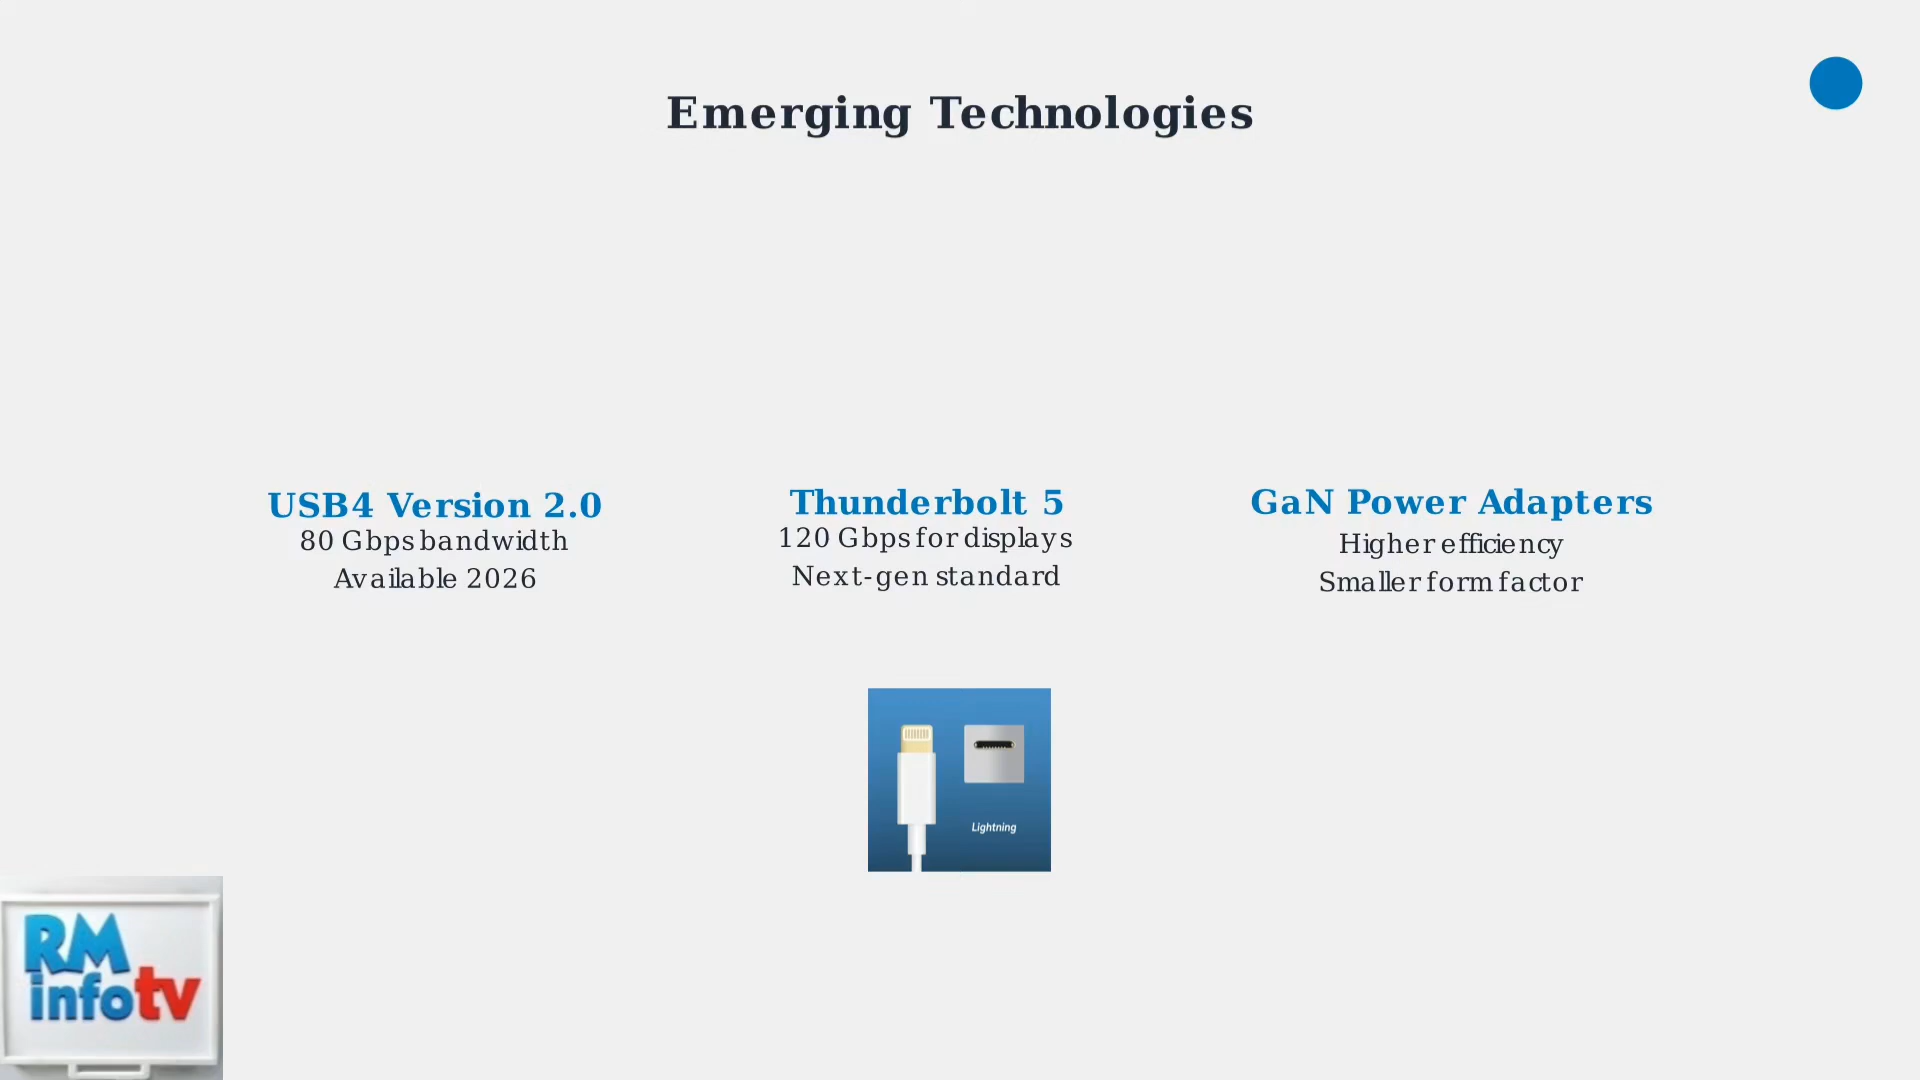 Emerging Technologies
USB4 Version 2.0
80 Gbps bandwidth
Available 2026
Thunderbolt 5
120 Gbps for displays
Next-gen standard
GaN Power Adapters
Higher efficiency
Smaller form factor
Lightning
RM
infotv